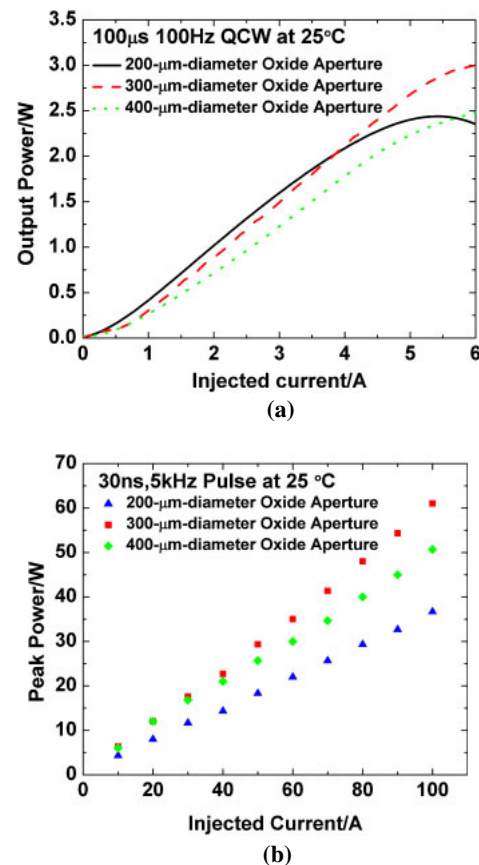 100μs 100Hz QCW at 25°C
200-μm-diameter Oxide Aperture
300-μm-diameter Oxide Aperture
400-μm-diameter Oxide Aperture
Output Power/W
3.5
3.0
2.5
2.0
1.5
1.0
0.5
0.0
0 1 2 3 4 5 6
Injected current/A
(a)
30ns,5kHz Pulse at 25 °C
200-μm-diameter Oxide Aperture
300-μm-diameter Oxide Aperture
400-μm-diameter Oxide Aperture
Peak Power/W
70
60
50
40
30
20
10
0
0 20 40 60 80 100
Injected Current/A
(b)